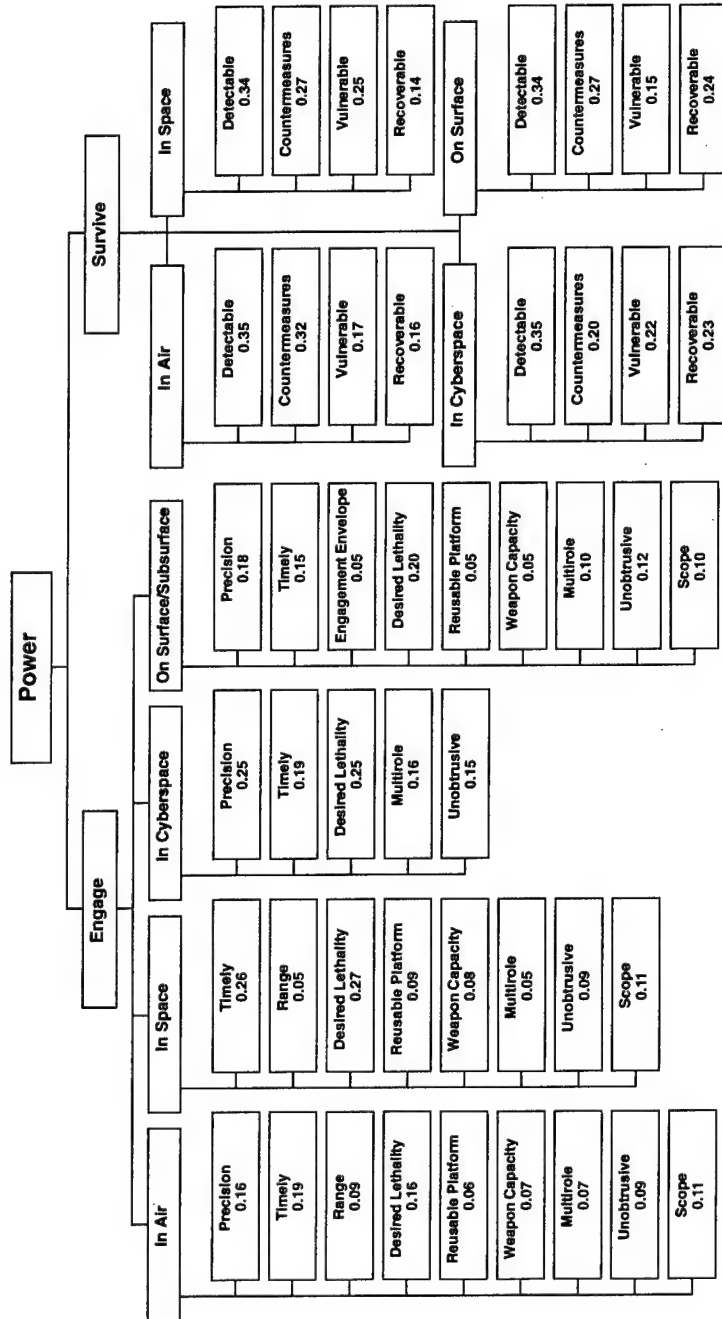 Power
Engage
In Air
Precision
0.16
Timely
0.19
Range
0.09
Desired Lethality
0.16
Reusable Platform
0.06
Weapon Capacity
0.07
Multirole
0.07
Unobtrusive
0.09
Scope
0.11
In Space
Timely
0.26
Range
0.05
Desired Lethality
0.27
Reusable Platform
0.09
Weapon Capacity
0.08
Multirole
0.05
Unobtrusive
0.09
Scope
0.11
In Cyberspace
Precision
0.25
Timely
0.19
Desired Lethality
0.25
Multirole
0.16
Unobtrusive
0.15
On Surface/Subsurface
Precision
0.18
Timely
0.15
Engagement Envelope
0.05
Desired Lethality
0.20
Reusable Platform
0.05
Weapon Capacity
0.05
Multirole
0.10
Unobtrusive
0.12
Scope
0.10
Survive
In Air
Detectable
0.35
Countermeasures
0.32
Vulnerable
0.17
Recoverable
0.16
In Space
Detectable
0.34
Countermeasures
0.27
Vulnerable
0.25
Recoverable
0.14
In Cyberspace
Detectable
0.35
Countermeasures
0.20
Vulnerable
0.22
Recoverable
0.23
On Surface
Detectable
0.34
Countermeasures
0.27
Vulnerable
0.15
Recoverable
0.24